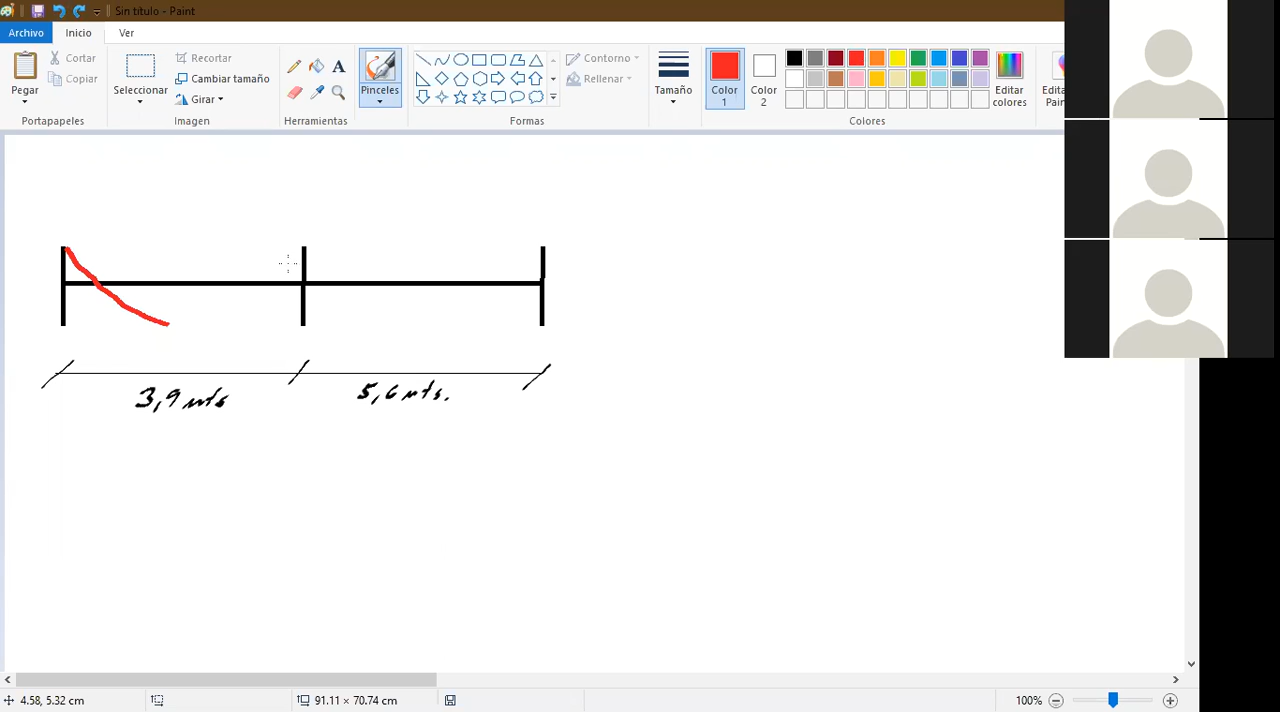 Sin título - Paint
Archivo Inicio Ver
Pegar
Cortar
Copiar
Portapapeles
Seleccionar
Recortar
Cambiar tamaño
Girar
Imagen
A
Herramientas
Pinceles
Contorno
Rellenar
Formas
Tamaño
Color 1
Color 2
Editar colores
Colores
Edita
Pain
3,9 mts
5,6 mts.
4.58, 5.32 cm
91.11 × 70.74 cm
100%